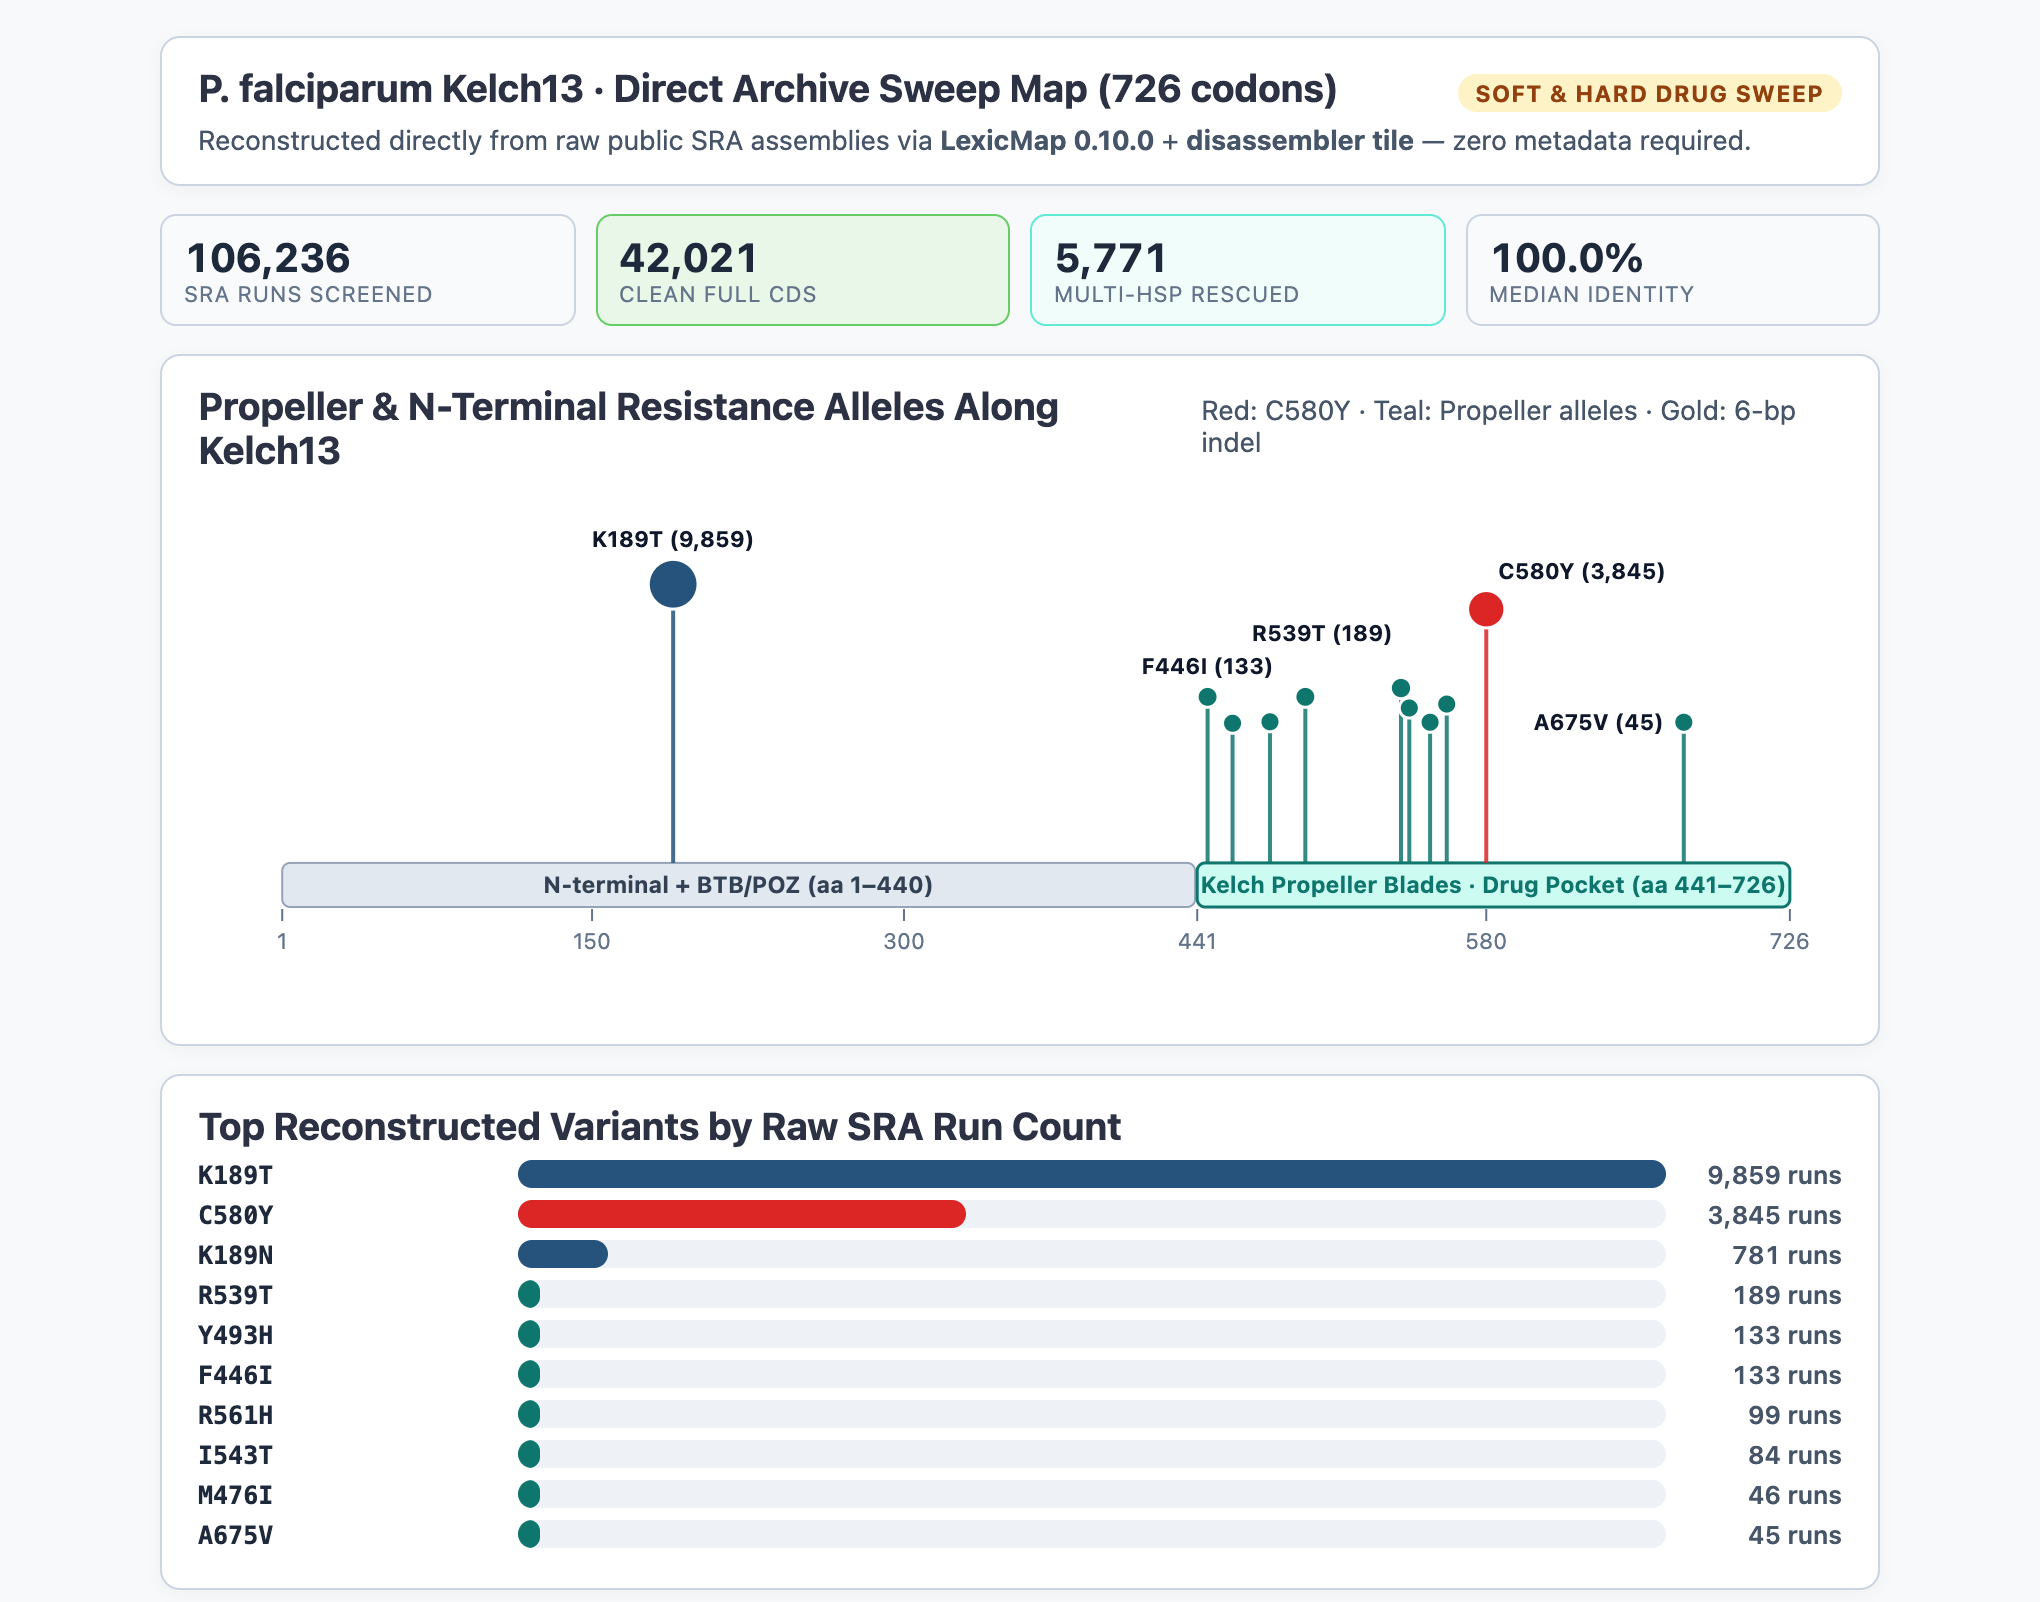 P. falciparum Kelch13 · Direct Archive Sweep Map (726 codons)
SOFT & HARD DRUG SWEEP
Reconstructed directly from raw public SRA assemblies via LexicMap 0.10.0 + disassembler tile — zero metadata required.
106,236
SRA RUNS SCREENED
42,021
CLEAN FULL CDS
5,771
MULTI-HSP RESCUED
100.0%
MEDIAN IDENTITY
Propeller & N-Terminal Resistance Alleles Along
Kelch13
Red: C580Y · Teal: Propeller alleles · Gold: 6-bp
indel
K189T (9,859)
C580Y (3,845)
R539T (189)
F446I (133)
A675V (45)
N-terminal + BTB/POZ (aa 1–440)
Kelch Propeller Blades · Drug Pocket (aa 441–726)
1 150 300 441 580 726
Top Reconstructed Variants by Raw SRA Run Count
K189T 9,859 runs
C580Y 3,845 runs
K189N 781 runs
R539T 189 runs
Y493H 133 runs
F446I 133 runs
R561H 99 runs
I543T 84 runs
M476I 46 runs
A675V 45 runs